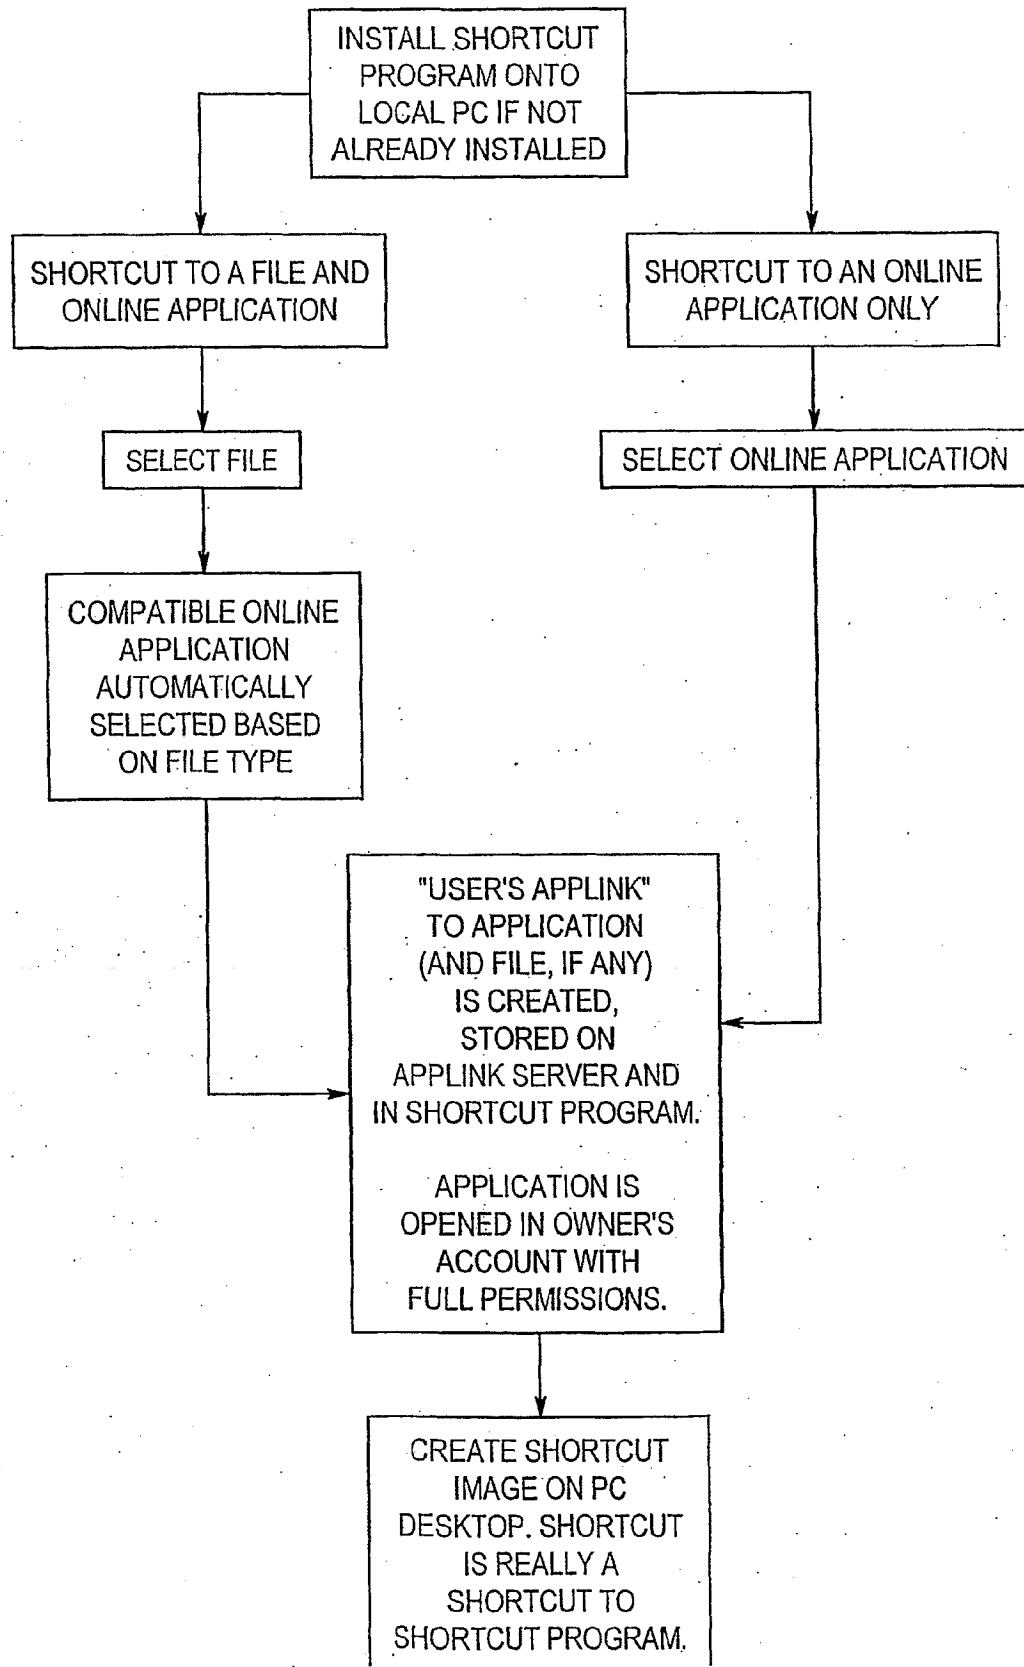 INSTALL SHORTCUT
PROGRAM ONTO
LOCAL PC IF NOT
ALREADY INSTALLED
SHORTCUT TO A FILE AND
ONLINE APPLICATION
SHORTCUT TO AN ONLINE
APPLICATION ONLY
SELECT FILE
SELECT ONLINE APPLICATION
COMPATIBLE ONLINE
APPLICATION
AUTOMATICALLY
SELECTED BASED
ON FILE TYPE
"USER'S APPLINK"
TO APPLICATION
(AND FILE, IF ANY)
IS CREATED,
STORED ON
APPLINK SERVER AND
IN SHORTCUT PROGRAM.
APPLICATION IS
OPENED IN OWNER'S
ACCOUNT WITH
FULL PERMISSIONS.
CREATE SHORTCUT
IMAGE ON PC
DESKTOP. SHORTCUT
IS REALLY A
SHORTCUT TO
SHORTCUT PROGRAM.